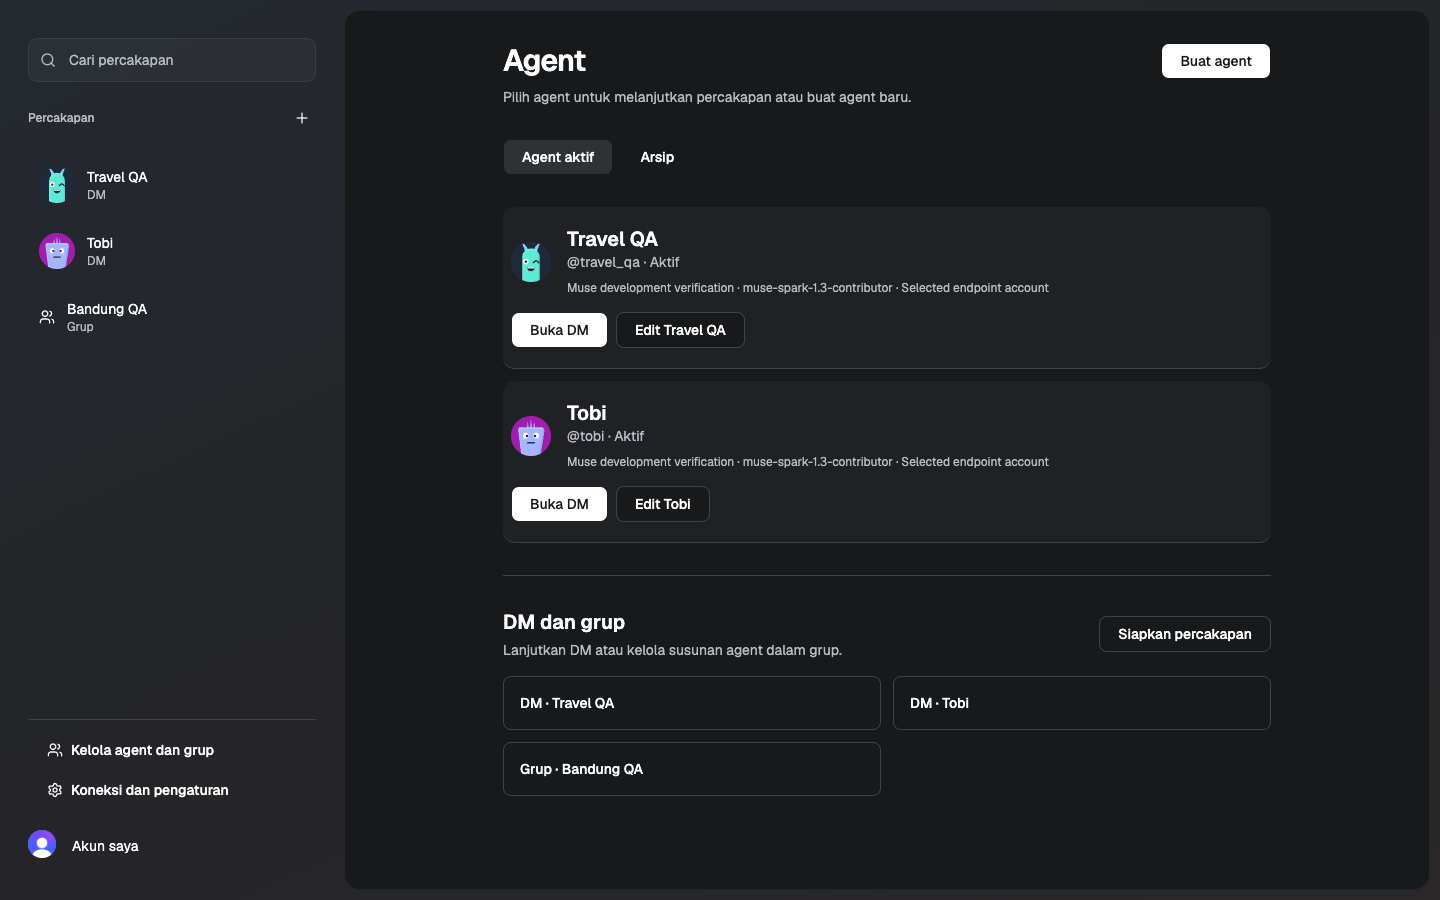 Cari percakapan
Percakapan
Travel QA
DM
Tobi
DM
Bandung QA
Grup
Kelola agent dan grup
Koneksi dan pengaturan
Akun saya
Agent
Buat agent
Pilih agent untuk melanjutkan percakapan atau buat agent baru.
Agent aktif
Arsip
Travel QA
@travel_qa · Aktif
Muse development verification · muse-spark-1.3-contributor · Selected endpoint account
Buka DM
Edit Travel QA
Tobi
@tobi · Aktif
Muse development verification · muse-spark-1.3-contributor · Selected endpoint account
Buka DM
Edit Tobi
DM dan grup
Lanjutkan DM atau kelola susunan agent dalam grup.
Siapkan percakapan
DM · Travel QA
DM · Tobi
Grup · Bandung QA